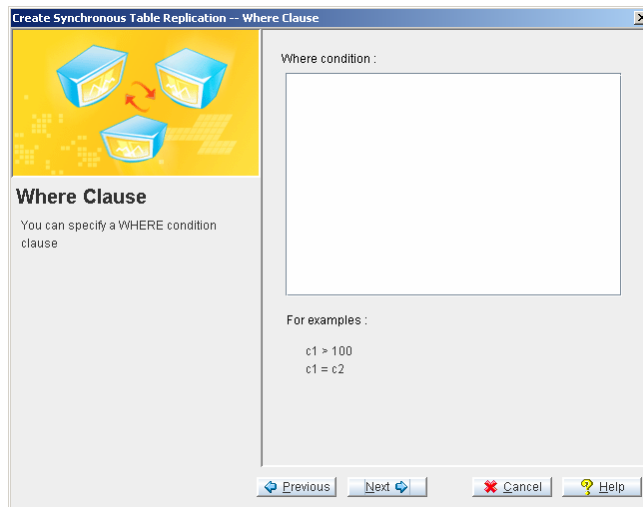 Create Synchronous Table Replication -- Where Clause
Where condition :
Where Clause
You can specify a WHERE condition
clause
For examples :
c1 > 100
c1 = c2
Previous
Next
Cancel
Help